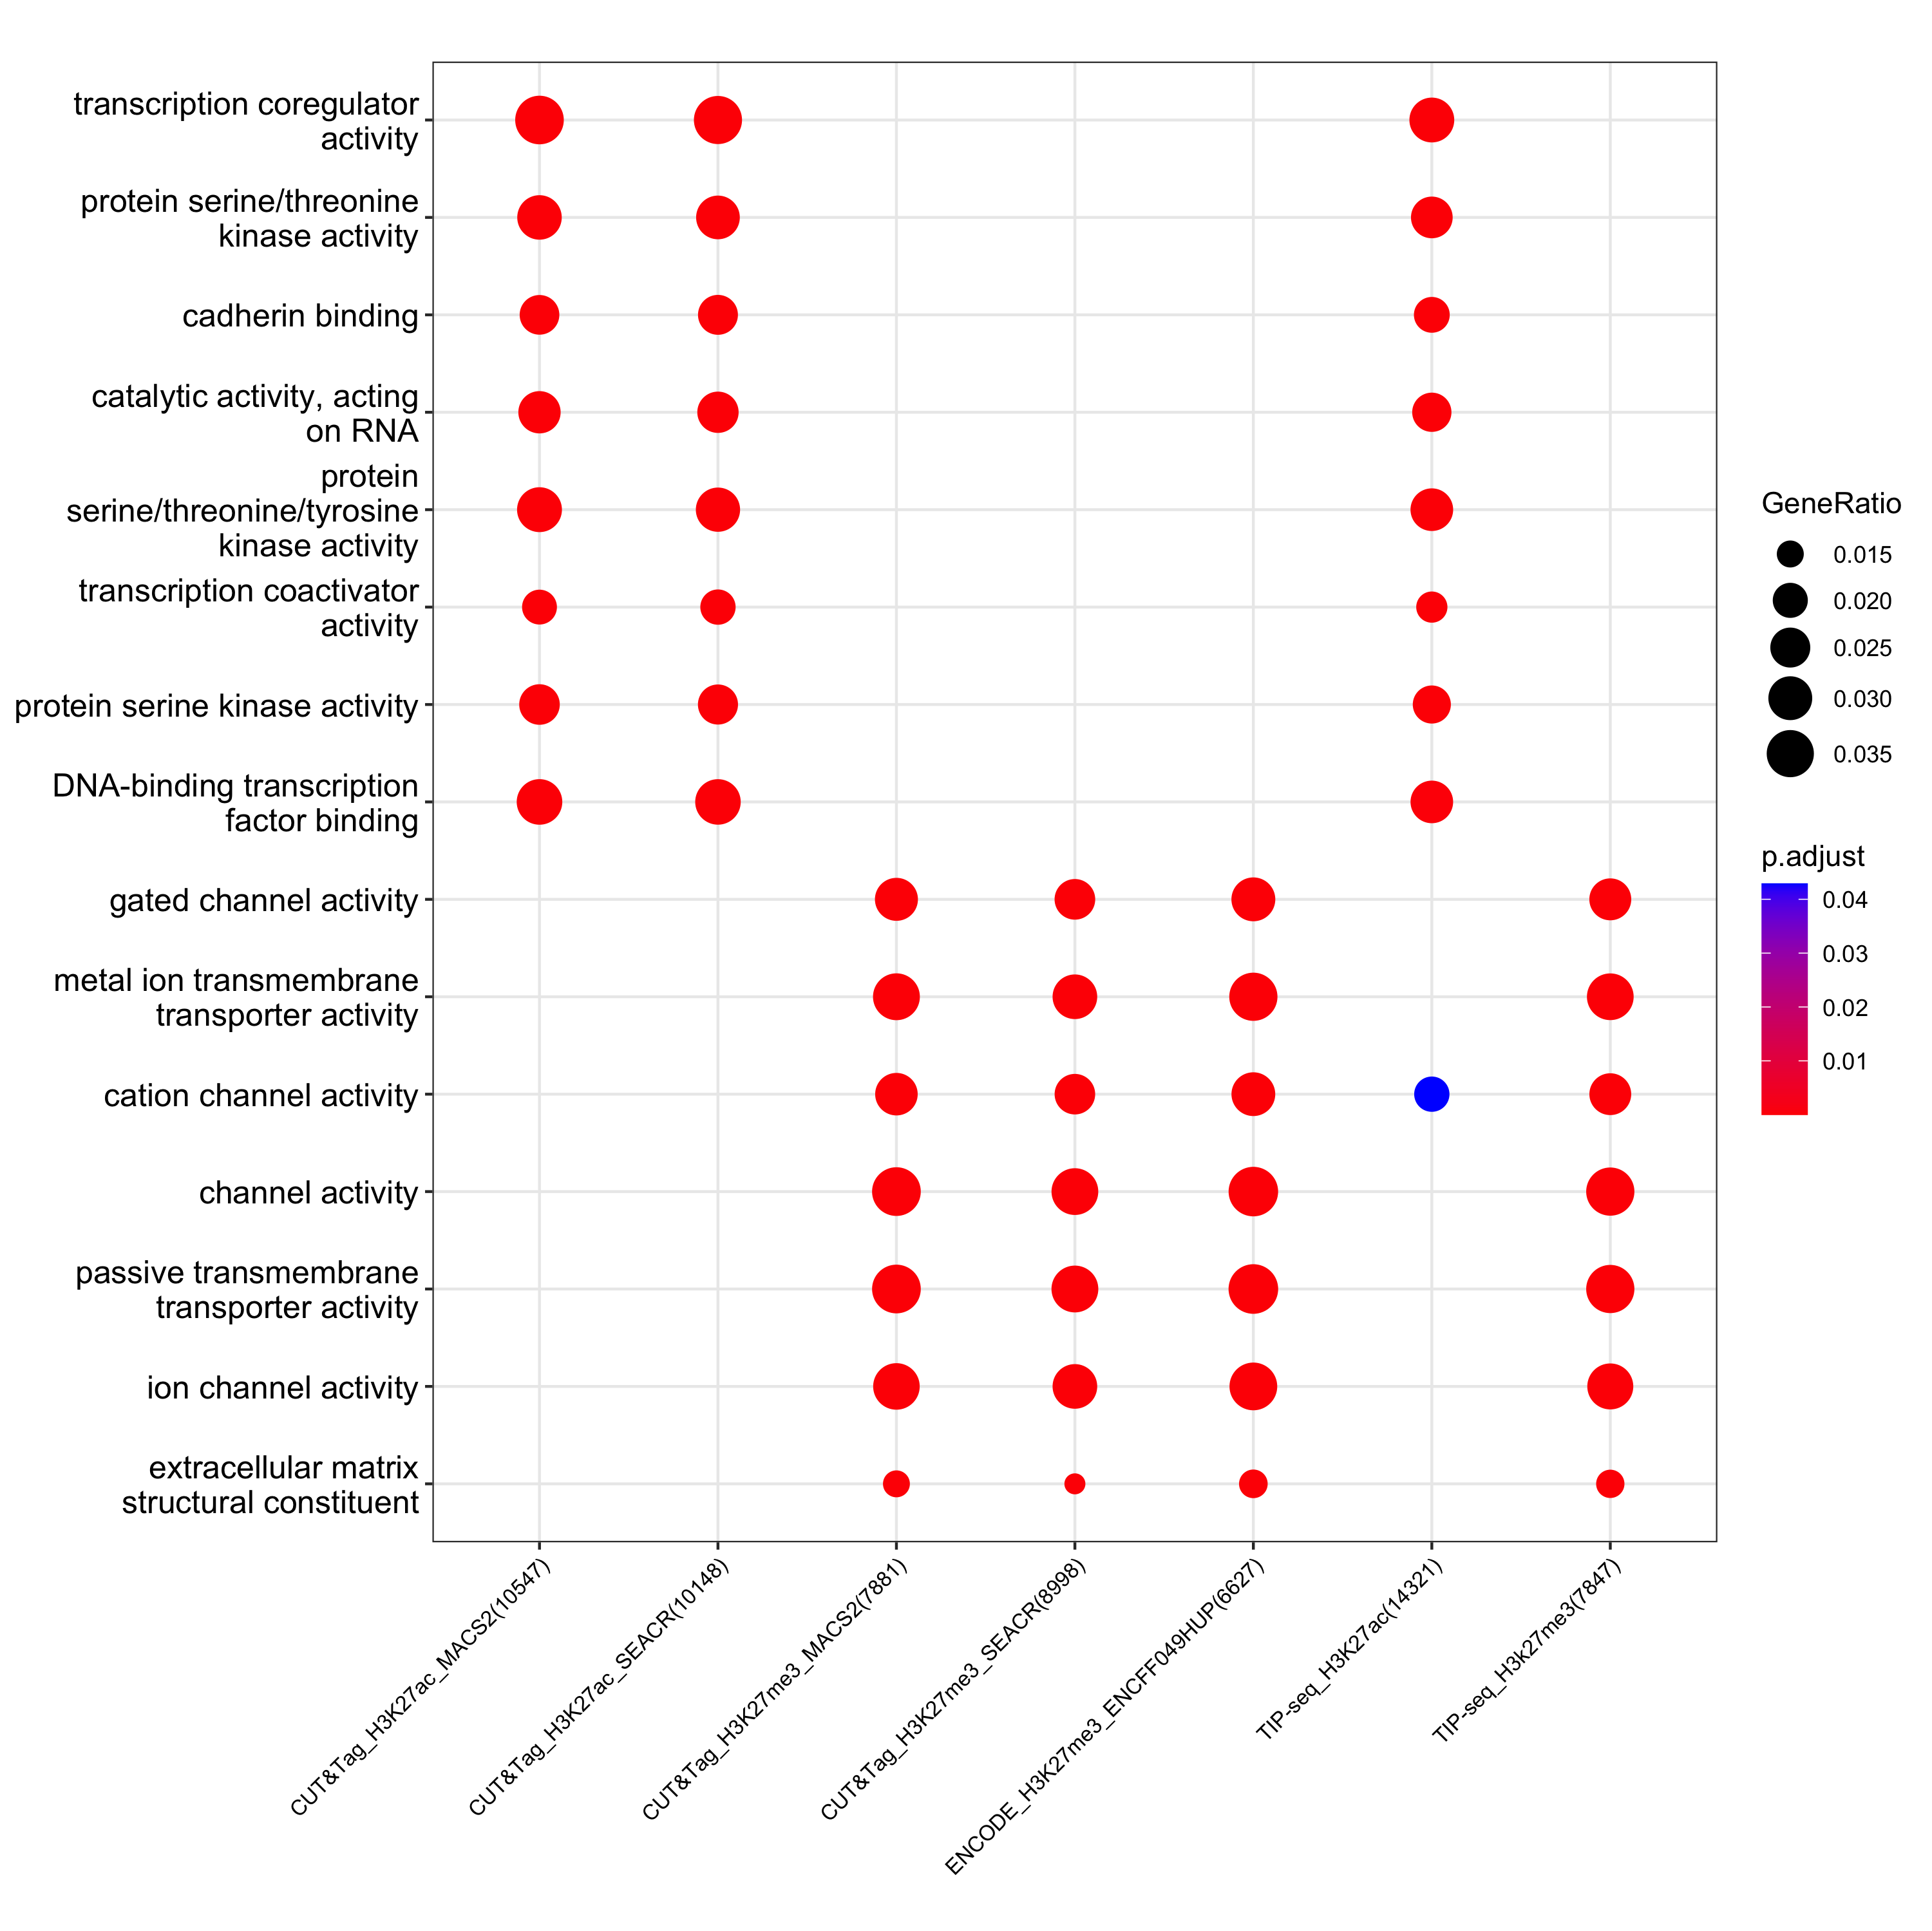 transcription coregulator
activity
protein serine/threonine
kinase activity
cadherin binding
catalytic activity, acting
on RNA
protein
serine/threonine/tyrosine
kinase activity
transcription coactivator
activity
protein serine kinase activity
DNA-binding transcription
factor binding
gated channel activity
metal ion transmembrane
transporter activity
cation channel activity
channel activity
passive transmembrane
transporter activity
ion channel activity
extracellular matrix
structural constituent
CUT&Tag_H3K27ac_MACS2(10547)
CUT&Tag_H3K27ac_SEACR(10148)
CUT&Tag_H3K27me3_MACS2(7881)
CUT&Tag_H3K27me3_SEACR(8998)
ENCODE_H3K27me3_ENCFF049HUP(6627)
TIP-seq_H3K27ac(14321)
TIP-seq_H3k27me3(7847)
GeneRatio
0.015
0.020
0.025
0.030
0.035
p.adjust
0.04
0.03
0.02
0.01